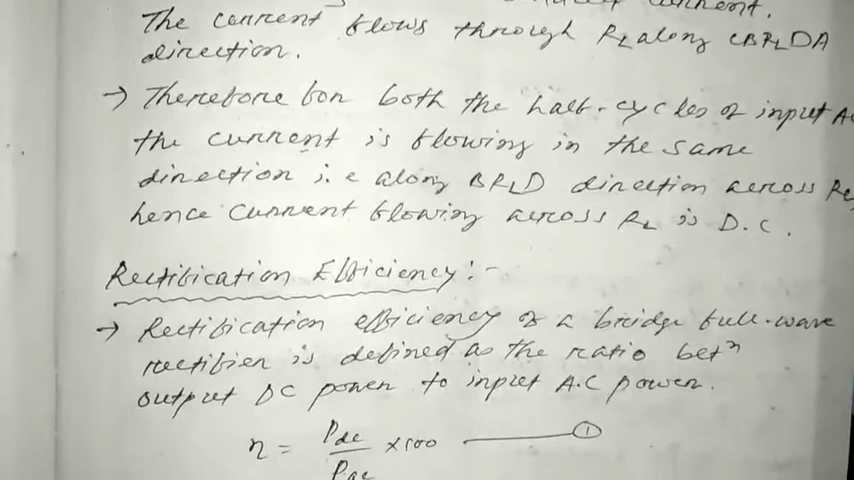 current.
The current flows through RL along CBRLDA
direction.
→ Therefore for both the half-cycles of input AC
the current is flowing in the same
direction i.e along BRLD direction across RL,
hence current flowing across RL is D.C.
Rectification Efficiency:-
→ Rectification efficiency of a bridge full-wave
rectifier is defined as the ratio betn
output DC power to input A.C power.
η = Pdc/Pac ×100 ——— ①